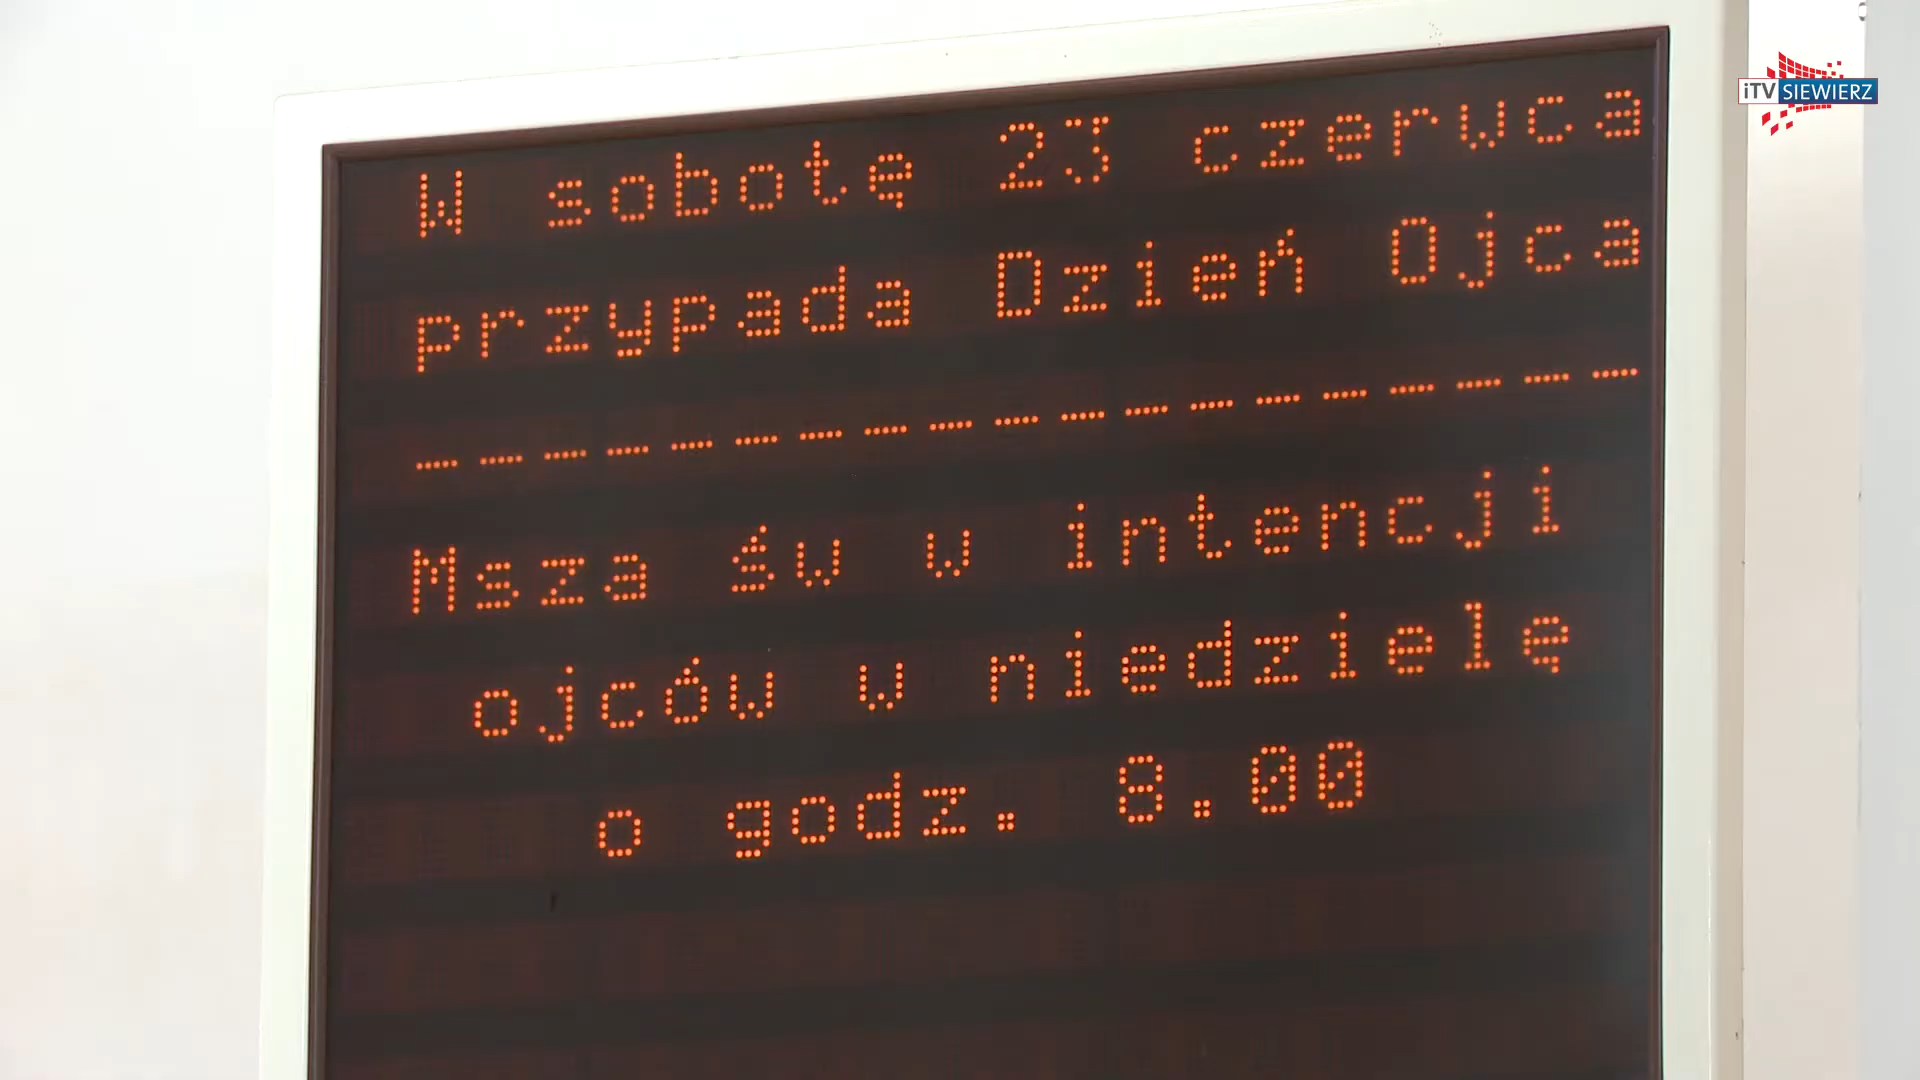 iTV SIEWIERZ
W sobotę 23 czerwca
przypada Dzień Ojca
-------------------
Msza św w intencji
ojców w niedzielę
o godz. 8.00